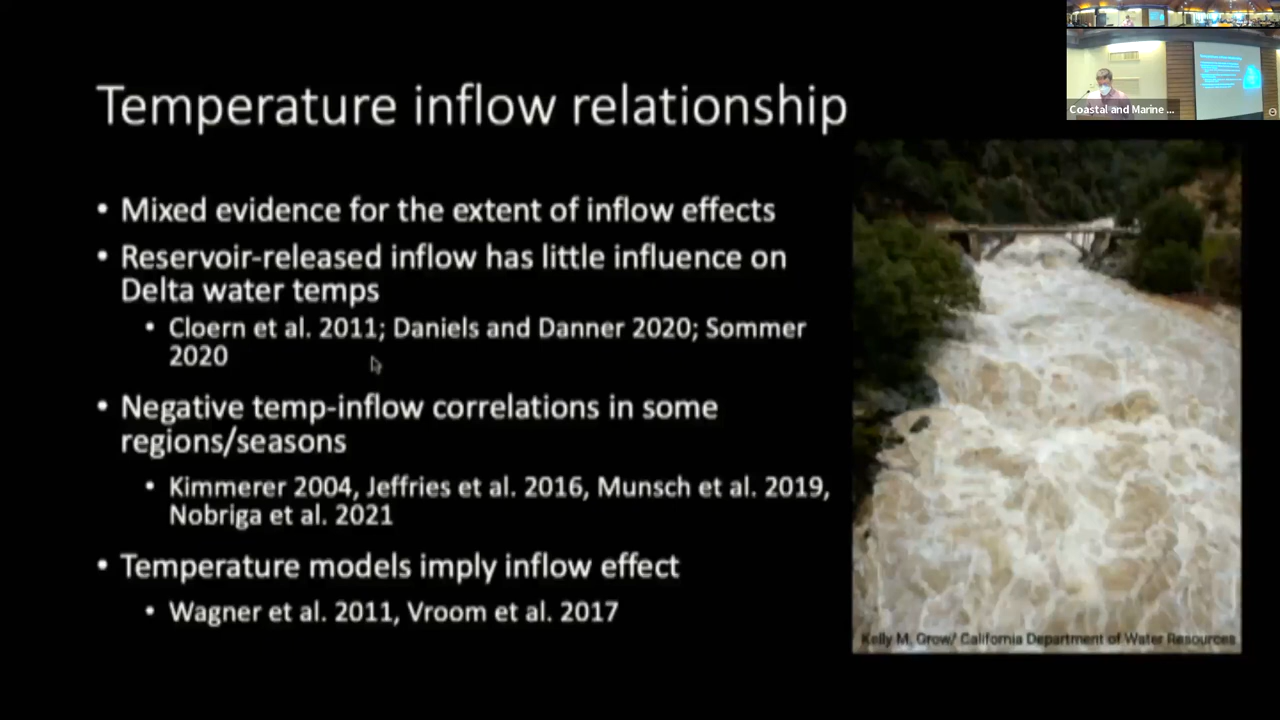 Temperature inflow relationship
• Mixed evidence for the extent of inflow effects
• Reservoir-released inflow has little influence on
Delta water temps
• Cloern et al. 2011; Daniels and Danner 2020; Sommer
2020
• Negative temp-inflow correlations in some
regions/seasons
• Kimmerer 2004, Jeffries et al. 2016, Munsch et al. 2019,
Nobriga et al. 2021
• Temperature models imply inflow effect
• Wagner et al. 2011, Vroom et al. 2017
Kelly M. Grow/ California Department of Water Resources
Coastal and Marine ...